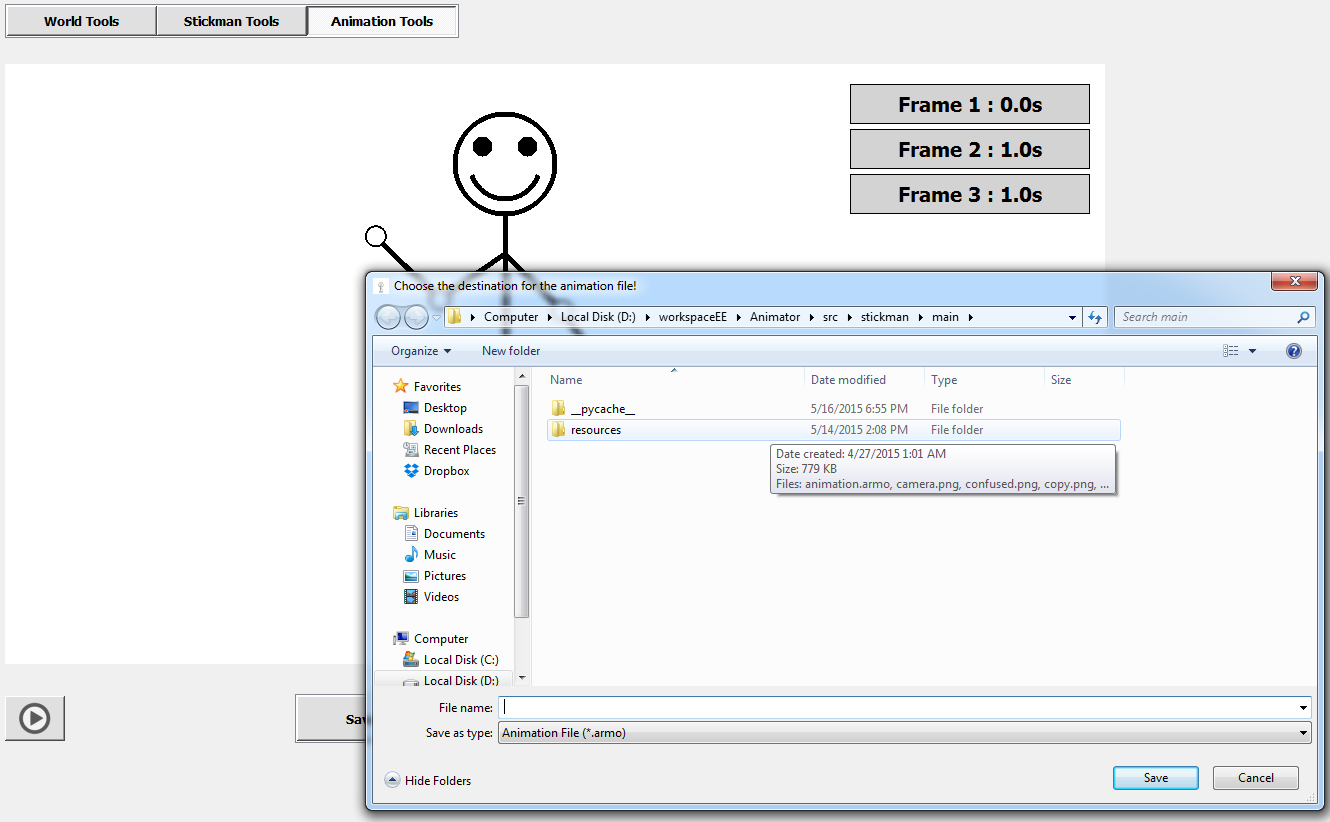 World Tools
Stickman Tools
Animation Tools
Frame 1 : 0.0s
Frame 2 : 1.0s
Frame 3 : 1.0s
Choose the destination for the animation file!
Computer
Local Disk (D:)
workspaceEE
Animator
src
stickman
main
Search main
Organize
New folder
Name
Date modified
Type
Size
Favorites
Desktop
Downloads
Recent Places
Dropbox
Libraries
Documents
Music
Pictures
Videos
Computer
Local Disk (C:)
Local Disk (D:)
__pycache__
5/16/2015 6:55 PM
File folder
resources
5/14/2015 2:08 PM
File folder
Date created: 4/27/2015 1:01 AM
Size: 779 KB
Files: animation.armo, camera.png, confused.png, copy.png, ...
File name:
Save as type:
Animation File (*.armo)
Hide Folders
Save
Cancel